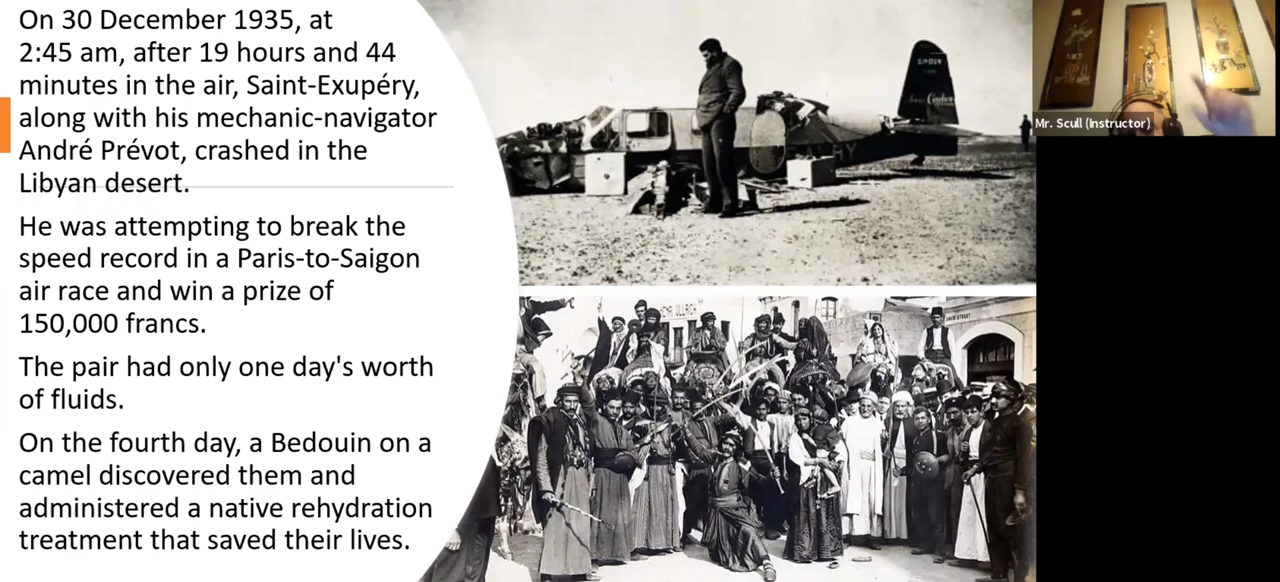 On 30 December 1935, at
2:45 am, after 19 hours and 44
minutes in the air, Saint-Exupéry,
along with his mechanic-navigator
André Prévot, crashed in the
Libyan desert.
He was attempting to break the
speed record in a Paris-to-Saigon
air race and win a prize of
150,000 francs.
The pair had only one day's worth
of fluids.
On the fourth day, a Bedouin on a
camel discovered them and
administered a native rehydration
treatment that saved their lives.
DAVID STREET
Mr. Scull (Instructor)